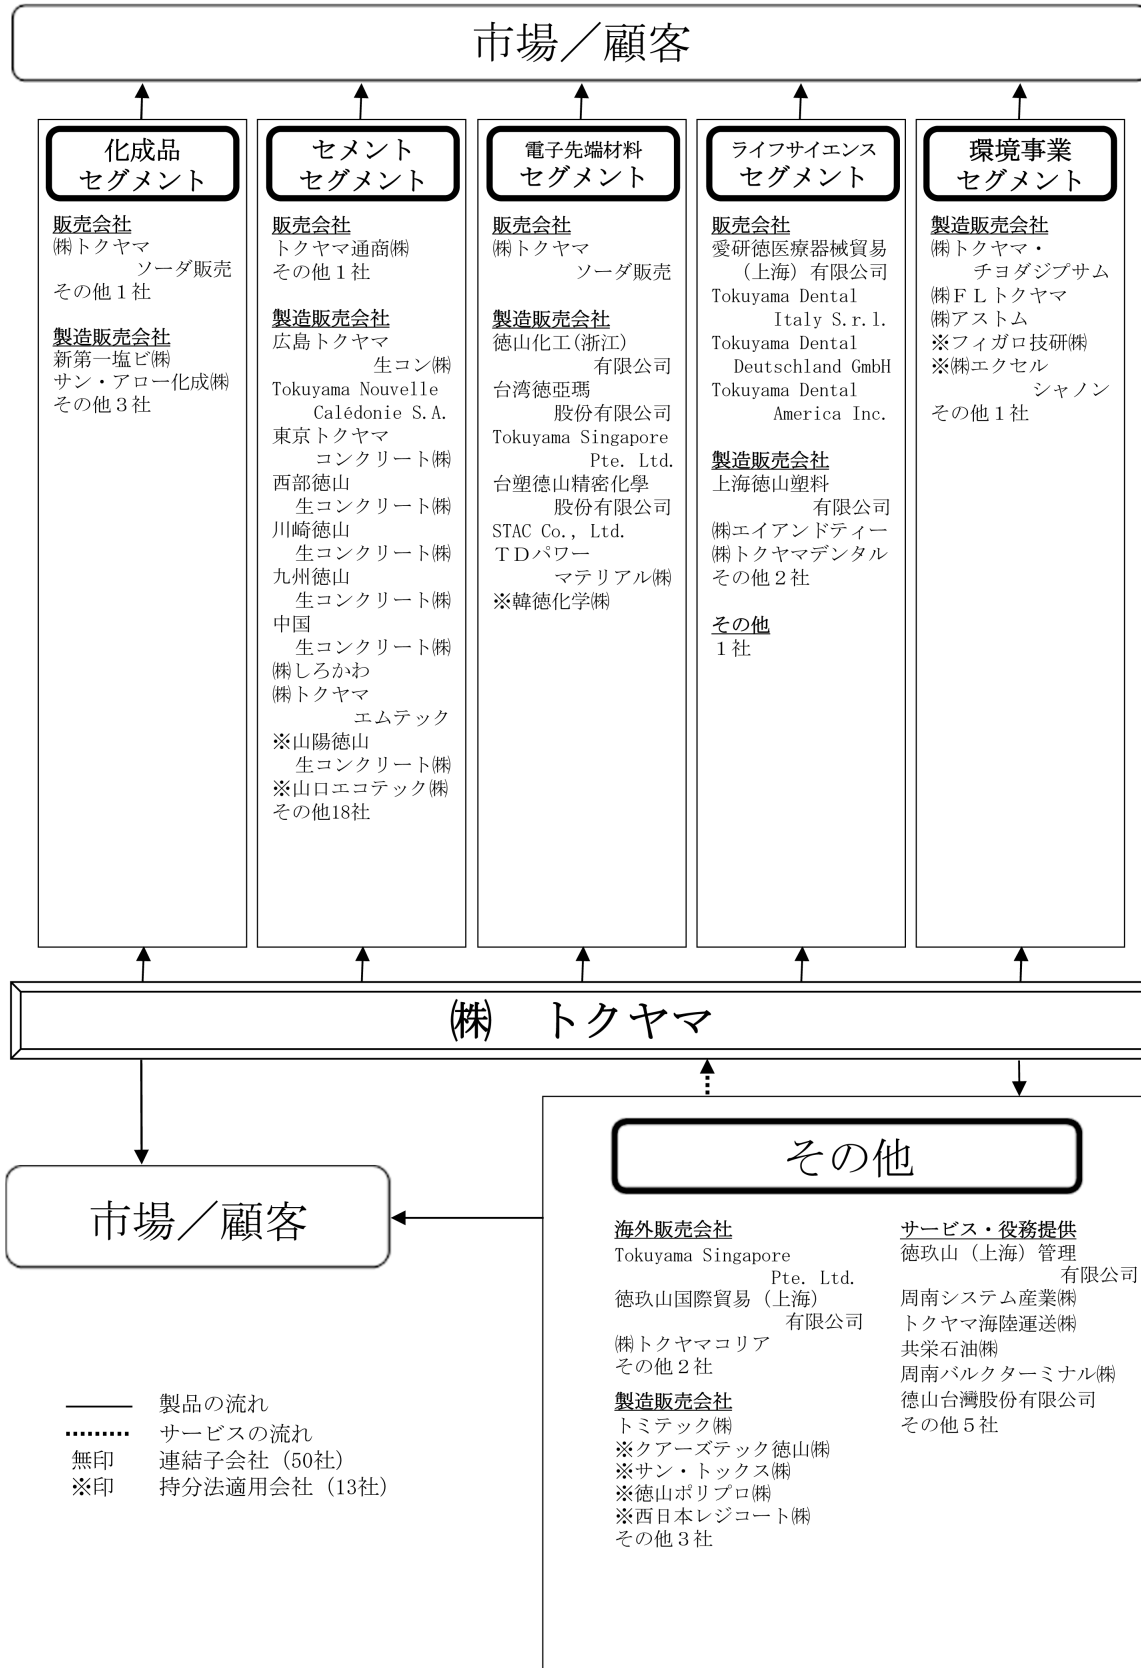 市場／顧客
化成品
セグメント
販売会社
㈱トクヤマ
ソーダ販売
その他１社
製造販売会社
新第一塩ビ㈱
サン・アロー化成㈱
その他３社
セメント
セグメント
販売会社
トクヤマ通商㈱
その他１社
製造販売会社
広島トクヤマ
生コン㈱
Tokuyama Nouvelle
Calédonie S.A.
東京トクヤマ
コンクリート㈱
西部徳山
生コンクリート㈱
川崎徳山
生コンクリート㈱
九州徳山
生コンクリート㈱
中国
生コンクリート㈱
㈱しろかわ
㈱トクヤマ
エムテック
※山陽徳山
生コンクリート㈱
※山口エコテック㈱
その他18社
電子先端材料
セグメント
販売会社
㈱トクヤマ
ソーダ販売
製造販売会社
徳山化工(浙江)
有限公司
台湾徳亞瑪
股份有限公司
Tokuyama Singapore
Pte. Ltd.
台塑德山精密化學
股份有限公司
STAC Co., Ltd.
ＴＤパワー
マテリアル㈱
※韓徳化学㈱
ライフサイエンス
セグメント
販売会社
愛研徳医療器械貿易
（上海）有限公司
Tokuyama Dental
Italy S.r.l.
Tokuyama Dental
Deutschland GmbH
Tokuyama Dental
America Inc.
製造販売会社
上海徳山塑料
有限公司
㈱エイアンドティー
㈱トクヤマデンタル
その他２社
その他
１社
環境事業
セグメント
製造販売会社
㈱トクヤマ・
チヨダジプサム
㈱ＦＬトクヤマ
㈱アストム
※フィガロ技研㈱
※㈱エクセル
シャノン
その他１社
㈱　トクヤマ
市場／顧客
その他
海外販売会社
Tokuyama Singapore
Pte. Ltd.
徳玖山国際貿易（上海）
有限公司
㈱トクヤマコリア
その他２社
製造販売会社
トミテック㈱
※クアーズテック徳山㈱
※サン・トックス㈱
※徳山ポリプロ㈱
※西日本レジコート㈱
その他３社
サービス・役務提供
徳玖山（上海）管理
有限公司
周南システム産業㈱
トクヤマ海陸運送㈱
共栄石油㈱
周南バルクターミナル㈱
德山台灣股份有限公司
その他５社
製品の流れ
サービスの流れ
無印　連結子会社（50社）
※印　持分法適用会社（13社）